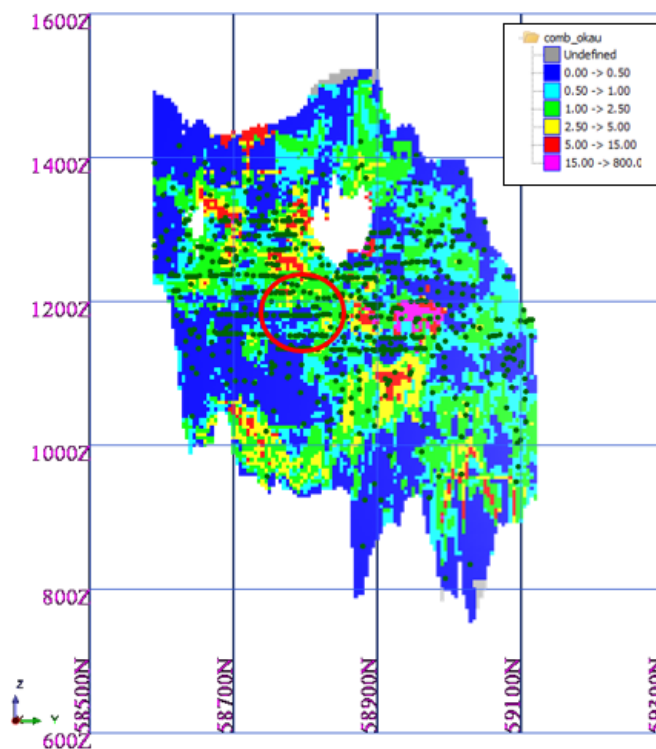 1600Z
comb_okau
Undefined
0.00 -> 0.50
0.50 -> 1.00
1.00 -> 2.50
2.50 -> 5.00
5.00 -> 15.00
15.00 -> 800.0
1400Z
1200Z
1000Z
800Z
600Z
58500N
58700N
58900N
59100N
Z
Y